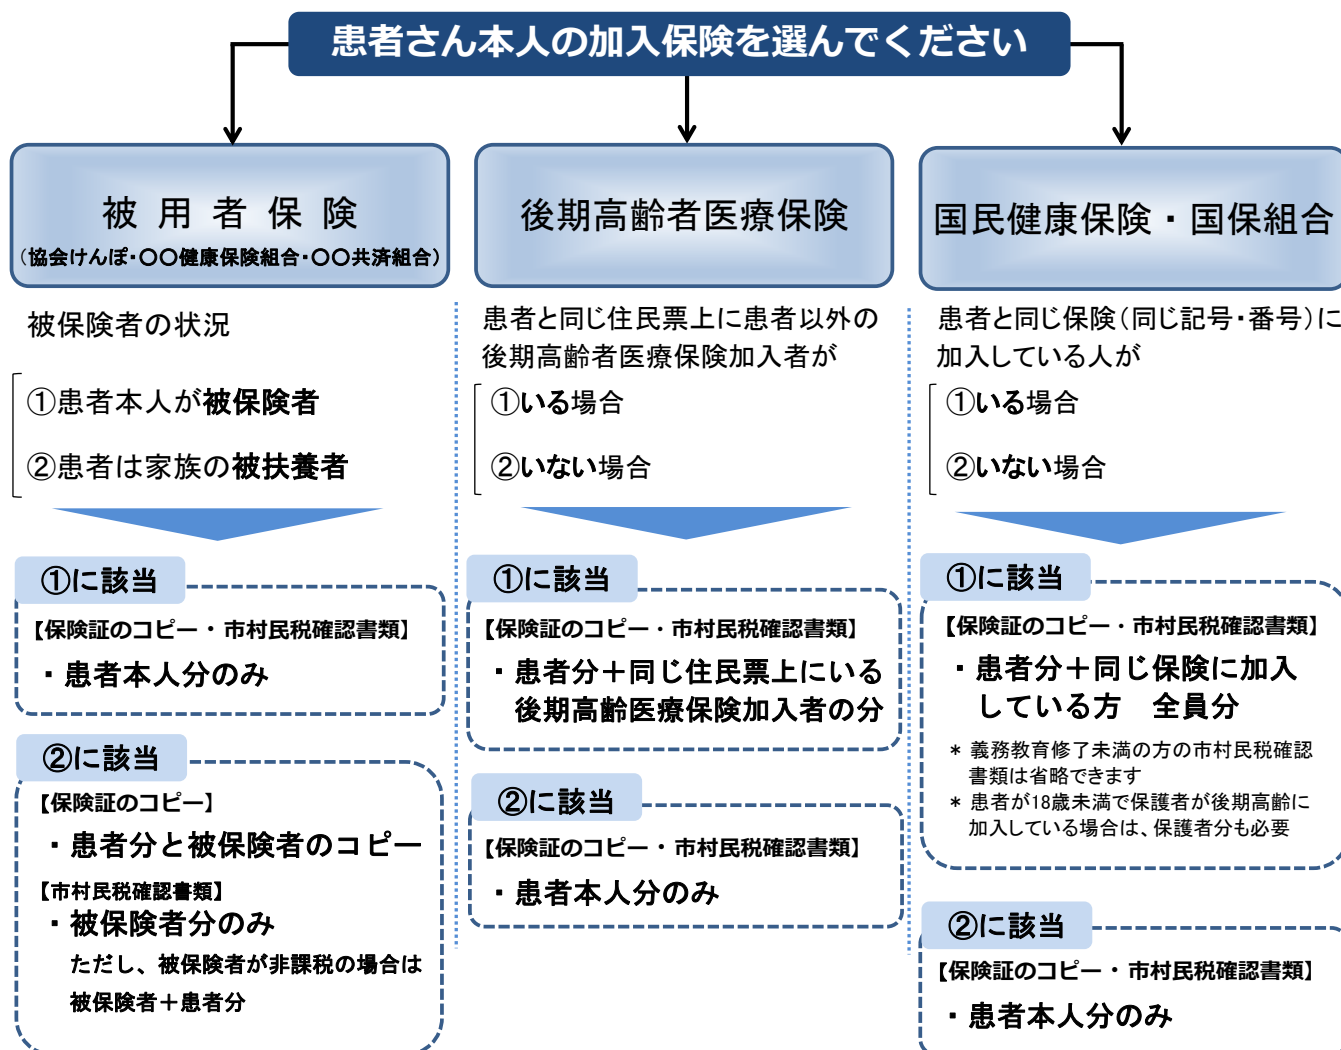 患者さん本人の加入保険を選んでください
被用者保険
（協会けんぽ・〇〇健康保険組合・〇〇共済組合）
被保険者の状況
①患者本人が被保険者
②患者は家族の被扶養者
①に該当
【保険証のコピー・市村民税確認書類】
・患者本人分のみ
②に該当
【保険証のコピー】
・患者分と被保険者のコピー
【市村民税確認書類】
・被保険者分のみ
ただし、被保険者が非課税の場合は
被保険者＋患者分
後期高齢者医療保険
患者と同じ住民票上に患者以外の
後期高齢者医療保険加入者が
①いる場合
②いない場合
①に該当
【保険証のコピー・市村民税確認書類】
・患者分＋同じ住民票上にいる
後期高齢医療保険加入者の分
②に該当
【保険証のコピー・市村民税確認書類】
・患者本人分のみ
国民健康保険・国保組合
患者と同じ保険（同じ記号・番号）に
加入している人が
①いる場合
②いない場合
①に該当
【保険証のコピー・市村民税確認書類】
・患者分＋同じ保険に加入
している方　全員分
＊ 義務教育修了未満の方の市村民税確認
書類は省略できます
＊ 患者が18歳未満で保護者が後期高齢に
加入している場合は、保護者分も必要
②に該当
【保険証のコピー・市村民税確認書類】
・患者本人分のみ